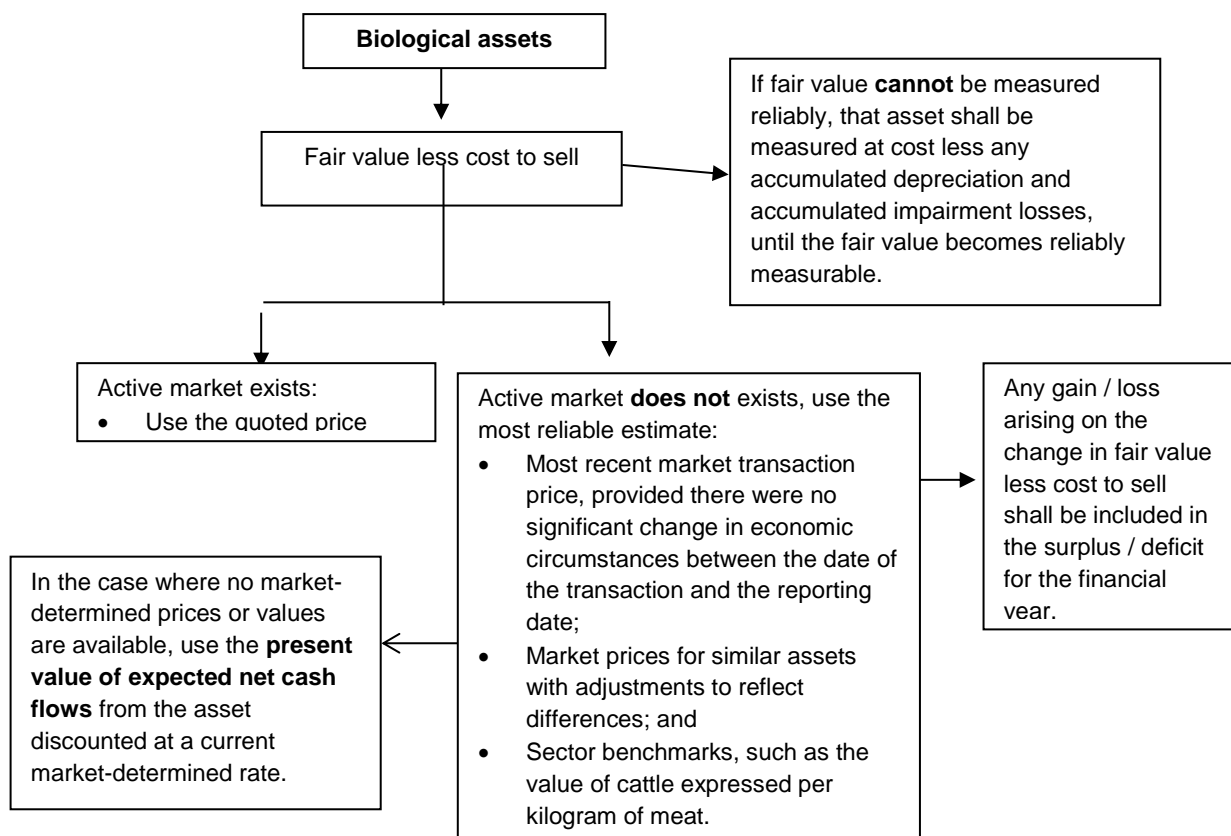 Biological assets
Fair value less cost to sell
If fair value cannot be measured
reliably, that asset shall be
measured at cost less any
accumulated depreciation and
accumulated impairment losses,
until the fair value becomes reliably
measurable.
Active market exists:
• Use the quoted price
Active market does not exists, use the
most reliable estimate:
• Most recent market transaction
price, provided there were no
significant change in economic
circumstances between the date of
the transaction and the reporting
date;
• Market prices for similar assets
with adjustments to reflect
differences; and
• Sector benchmarks, such as the
value of cattle expressed per
kilogram of meat.
Any gain / loss
arising on the
change in fair value
less cost to sell
shall be included in
the surplus / deficit
for the financial
year.
In the case where no market-
determined prices or values
are available, use the present
value of expected net cash
flows from the asset
discounted at a current
market-determined rate.